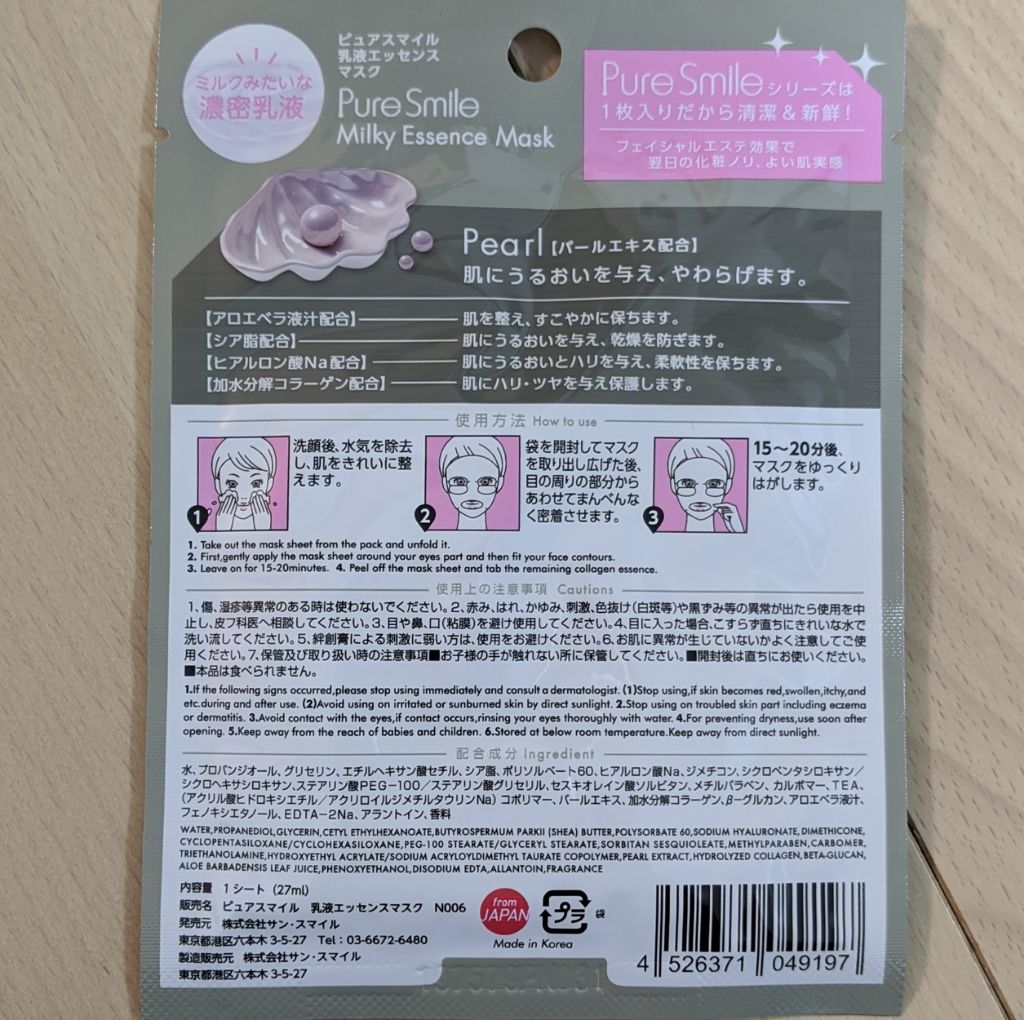 ミルクみたいな
濃密乳液
ピュアスマイル
乳液エッセンス
マスク
Pure Smile
Milky Essence Mask
Pure Smileシリーズは
1枚入りだから清潔&新鮮!
フェイシャルエステ効果で
翌日の化粧ノリ、よい肌実感
Pearl【パールエキス配合】
肌にうるおいを与え、やわらげます。
【アロエベラ液汁配合】肌を整え、すこやかに保ちます。
【シア脂配合】肌にうるおいを与え、乾燥を防ぎます。
【ヒアルロン酸Na配合】肌にうるおいとハリを与え、柔軟性を保ちます。
【加水分解コラーゲン配合】肌にハリ・ツヤを与え保護します。
使用方法 How to use
1
洗顔後、水気を除去
し、肌をきれいに整
えます。
2
袋を開封してマスク
を取り出し広げた後、
目の周りの部分から
あわせてまんべんな
く密着させます。
3
15〜20分後、
マスクをゆっくり
はがします。
1. Take out the mask sheet from the pack and unfold it.
2. First,gently apply the mask sheet around your eyes part and then fit your face contours.
3. Leave on for 15-20minutes. 4. Peel off the mask sheet and tab the remaining collagen essence.
使用上の注意事項 Cautions
1、傷、湿疹等異常のある時は使わないでください。2、赤み、はれ、かゆみ、刺激、色抜け(白斑等)や黒ずみ等の異常が出たら使用を中
止し、皮フ科医へ相談してください。3、目や鼻、口(粘膜)を避け使用してください。4、目に入った場合、こすらず直ちにきれいな水で
洗い流してください。5、絆創膏による刺激に弱い方は、使用をお避けください。6、お肌に異常が生じていないかよく注意してご使
用ください。7、保管及び取り扱い時の注意事項■お子様の手が触れない所に保管してください。■開封後は直ちにお使いください。
■本品は食べられません。
1.If the following signs occurred,please stop using immediately and consult a dermatologist. (1)Stop using,if skin becomes red,swollen,itchy,and
etc.during and after use. (2)Avoid using on irritated or sunburned skin by direct sunlight. 2.Stop using on troubled skin part including eczema
or dermatitis. 3.Avoid contact with the eyes,if contact occurs,rinsing your eyes thoroughly with water. 4.For preventing dryness,use soon after
opening. 5.Keep away from the reach of babies and children. 6.Stored at below room temperature.Keep away from direct sunlight.
配合成分 Ingredient
水、プロパンジオール、グリセリン、エチルヘキサン酸セチル、シア脂、ポリソルベート60、ヒアルロン酸Na、ジメチコン、シクロペンタシロキサン/
シクロヘキサシロキサン、ステアリン酸PEG-100/ステアリン酸グリセリル、セスキオレイン酸ソルビタン、メチルパラベン、カルボマー、TEA、
(アクリル酸ヒドロキシエチル/アクリロイルジメチルタウリンNa) コポリマー、パールエキス、加水分解コラーゲン、β-グルカン、アロエベラ液汁、
フェノキシエタノール、EDTA-2Na、アラントイン、香料
WATER,PROPANEDIOL,GLYCERIN,CETYL ETHYLHEXANOATE,BUTYROSPERMUM PARKII (SHEA) BUTTER,POLYSORBATE 60,SODIUM HYALURONATE,DIMETHICONE,
CYCLOPENTASILOXANE/CYCLOHEXASILOXANE,PEG-100 STEARATE/GLYCERYL STEARATE,SORBITAN SESQUIOLEATE,METHYLPARABEN,CARBOMER,
TRIETHANOLAMINE,HYDROXYETHYL ACRYLATE/SODIUM ACRYLOYLDIMETHYL TAURATE COPOLYMER,PEARL EXTRACT,HYDROLYZED COLLAGEN,BETA-GLUCAN,
ALOE BARBADENSIS LEAF JUICE,PHENOXYETHANOL,DISODIUM EDTA,ALLANTOIN,FRAGRANCE
内容量 1シート (27ml)
販売名 ピュアスマイル 乳液エッセンスマスク N006
発売元 株式会社サン・スマイル
東京都港区六本木 3-5-27 Tel:03-6672-6480
製造販売元 株式会社サン・スマイル
東京都港区六本木 3-5-27
from
JAPAN
プラ 袋
Made in Korea
4 526371 049197